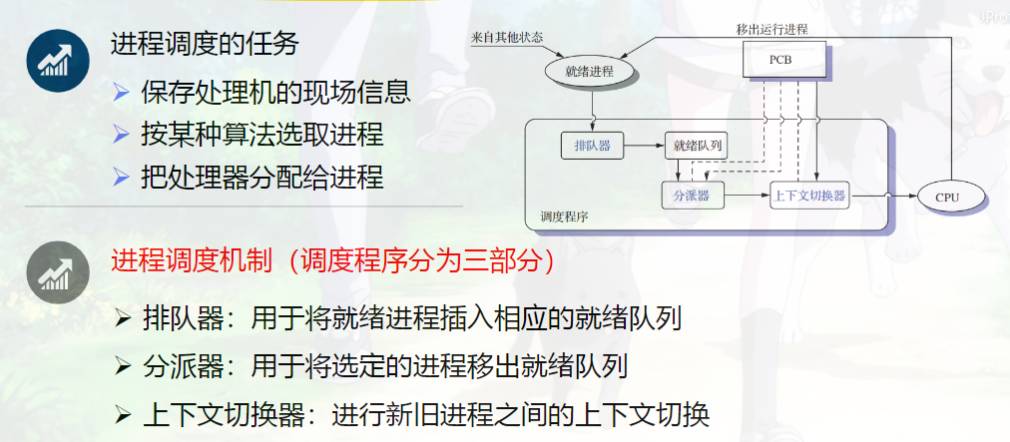 进程调度的任务
保存处理机的现场信息
按某种算法选取进程
把处理器分配给进程
JPro
来自其他状态
移出运行进程
就绪进程
PCB
排队器
就绪队列
分派器
上下文切换器
CPU
调度程序
进程调度机制（调度程序分为三部分）
排队器：用于将就绪进程插入相应的就绪队列
分派器：用于将选定的进程移出就绪队列
上下文切换器：进行新旧进程之间的上下文切换